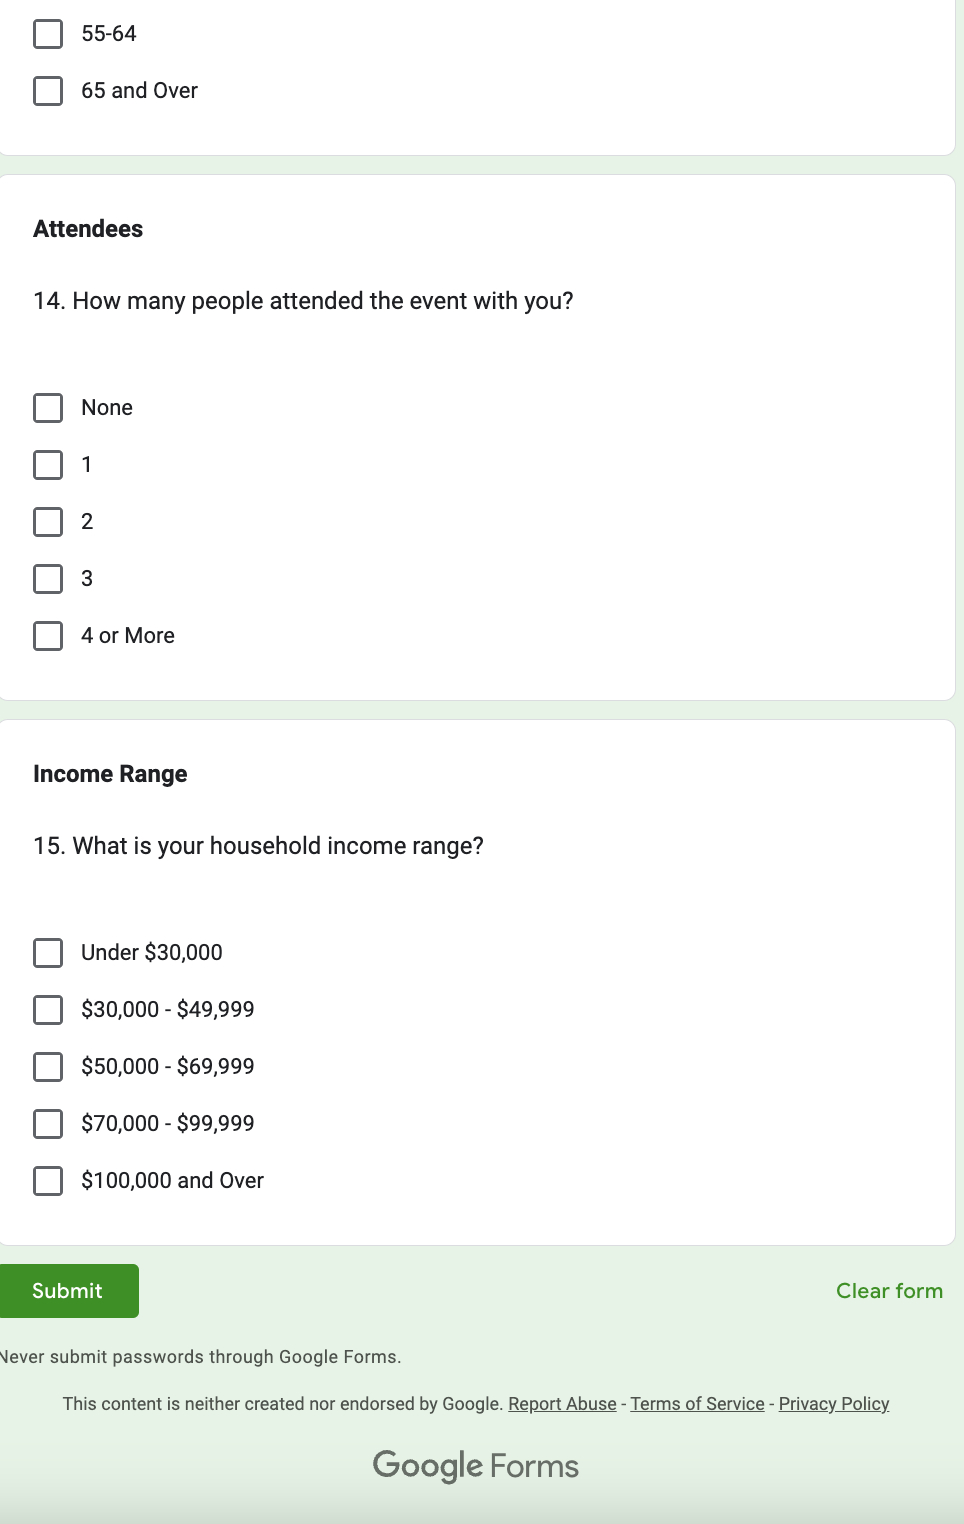 55-64
65 and Over
Attendees
14. How many people attended the event with you?
None
1
2
3
4 or More
Income Range
15. What is your household income range?
Under $30,000
$30,000 - $49,999
$50,000 - $69,999
$70,000 - $99,999
$100,000 and Over
Submit Clear form
Never submit passwords through Google Forms.
This content is neither created nor endorsed by Google. Report Abuse - Terms of Service - Privacy Policy
Google Forms